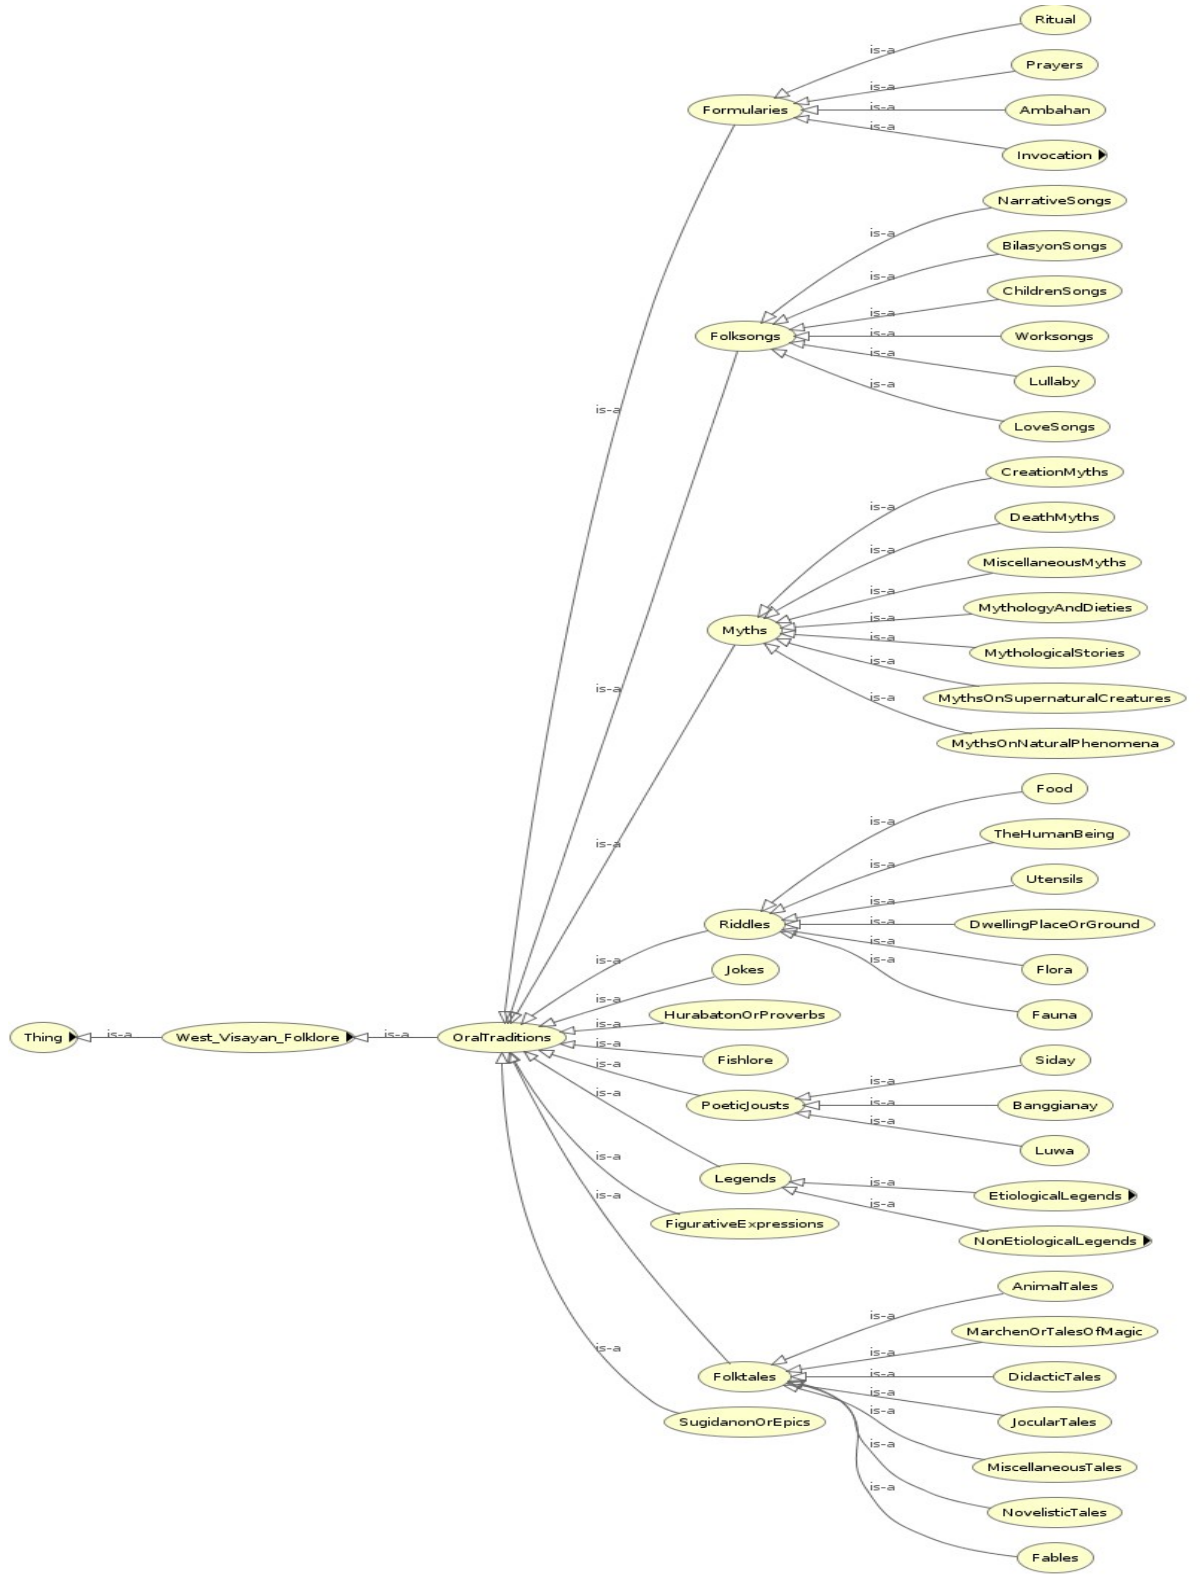 Ritual
is-a
Prayers
is-a
Formularies
is-a
Ambahan
is-a
Invocation
NarrativeSongs
is-a
BilasyonSongs
is-a
ChildrenSongs
is-a
Folksongs
is-a
Worksongs
is-a
Lullaby
is-a
is-a
LoveSongs
CreationMyths
is-a
DeathMyths
is-a
MiscellaneousMyths
is-a
MythologyAndDieties
is-a
Myths
is-a
MythologicalStories
is-a
is-a
MythsOnSupernaturalCreatures
is-a
MythsOnNaturalPhenomena
Food
is-a
TheHumanBeing
is-a
is-a
Utensils
is-a
Riddles
is-a
DwellingPlaceOrGround
is-a
is-a
is-a
Jokes
Flora
is-a
HurabatonOrProverbs
Fauna
is-a
Thing
is-a
West_Visayan_Folklore
is-a
OralTraditions
is-a
Fishlore
Siday
is-a
is-a
is-a
PoeticJousts
is-a
Banggianay
is-a
Luwa
is-a
Legends
is-a
EtiologicalLegends
is-a
is-a
FigurativeExpressions
NonEtiologicalLegends
AnimalTales
is-a
MarchenOrTalesOfMagic
is-a
is-a
Folktales
is-a
DidacticTales
is-a
SugidanonOrEpics
is-a
JocularTales
is-a
MiscellaneousTales
is-a
NovelisticTales
Fables